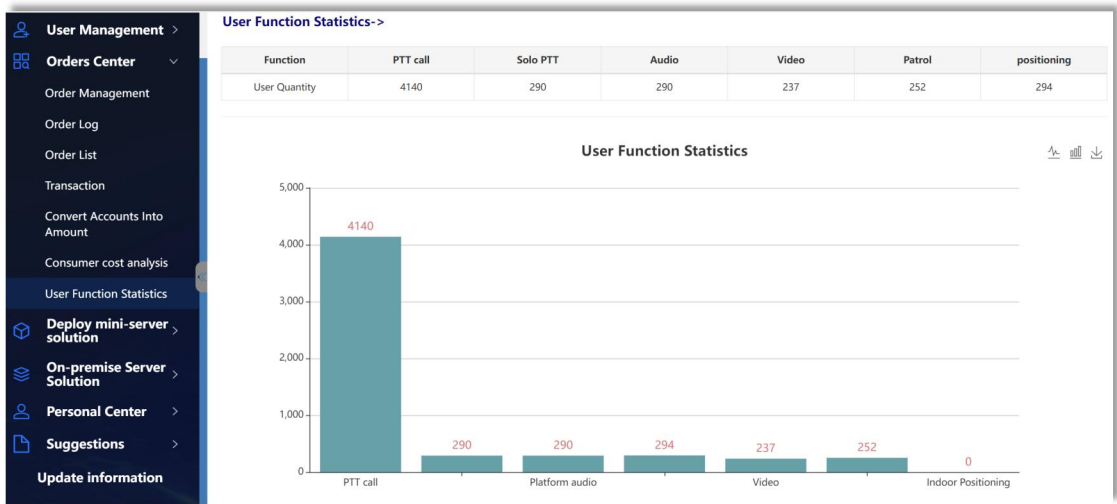 User Management
Orders Center
Order Management
Order Log
Order List
Transaction
Convert Accounts Into
Amount
Consumer cost analysis
User Function Statistics
Deploy mini-server
solution
On-premise Server
Solution
Personal Center
Suggestions
Update information
User Function Statistics->
Function PTT call Solo PTT Audio Video Patrol positioning
User Quantity 4140 290 290 237 252 294
User Function Statistics
5,000
4140
4,000
3,000
2,000
1,000
290 290 294 237 252 0
0
PTT call Platform audio Video Indoor Positioning